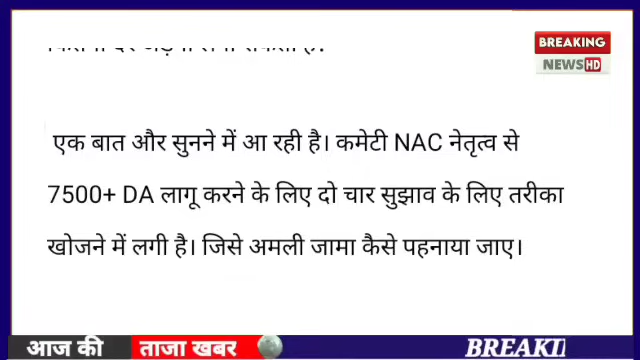 BREAKING
NEWS HD
एक बात और सुनने में आ रही है। कमेटी NAC नेतृत्व से
7500+ DA लागू करने के लिए दो चार सुझाव के लिए तरीका
खोजने में लगी है। जिसे अमली जामा कैसे पहनाया जाए।
आज की ताजा खबर